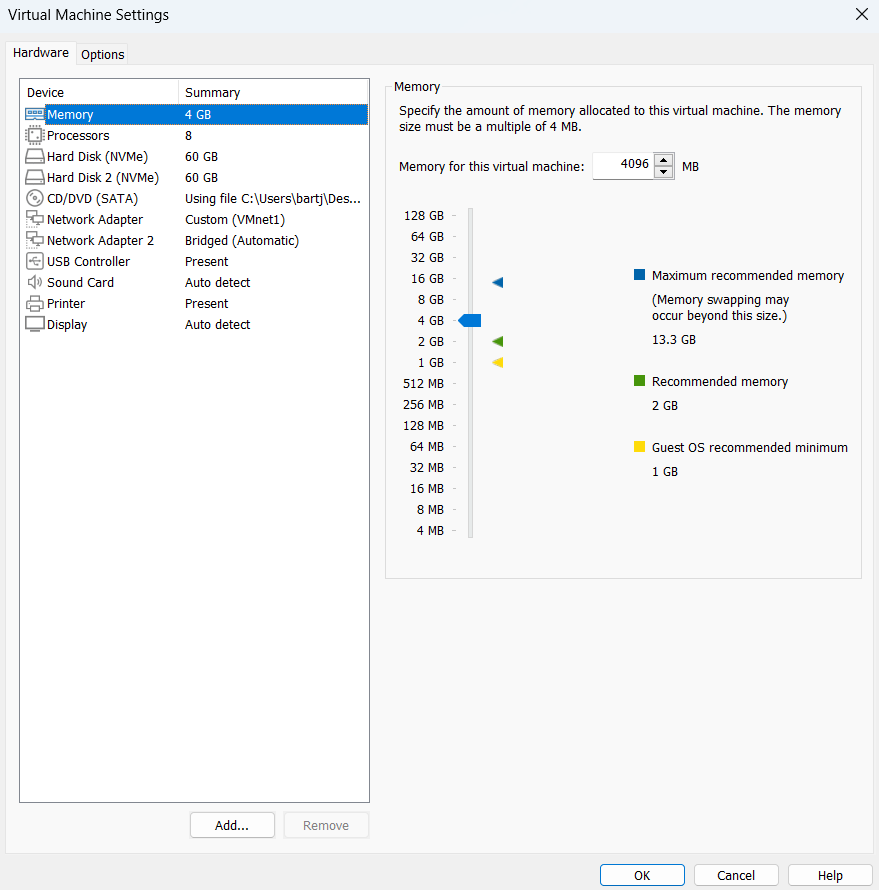 Virtual Machine Settings
Hardware
Options
Device Summary
Memory 4 GB
Processors 8
Hard Disk (NVMe) 60 GB
Hard Disk 2 (NVMe) 60 GB
CD/DVD (SATA) Using file C:\Users\bartj\Des...
Network Adapter Custom (VMnet1)
Network Adapter 2 Bridged (Automatic)
USB Controller Present
Sound Card Auto detect
Printer Present
Display Auto detect
Add...
Remove
Memory
Specify the amount of memory allocated to this virtual machine. The memory
size must be a multiple of 4 MB.
Memory for this virtual machine: 4096 MB
128 GB
64 GB
32 GB
16 GB
8 GB
4 GB
2 GB
1 GB
512 MB
256 MB
128 MB
64 MB
32 MB
16 MB
8 MB
4 MB
Maximum recommended memory
(Memory swapping may
occur beyond this size.)
13.3 GB
Recommended memory
2 GB
Guest OS recommended minimum
1 GB
OK
Cancel
Help